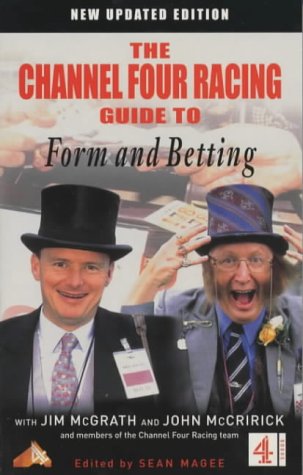 NEW UPDATED EDITION
THE
CHANNEL FOUR RACING
GUIDE TO
Form and Betting
WITH JIM McGRATH AND JOHN McCRIRICK
and members of the Channel Four Racing team
Edited by SEAN MAGEE
4
BOOKS